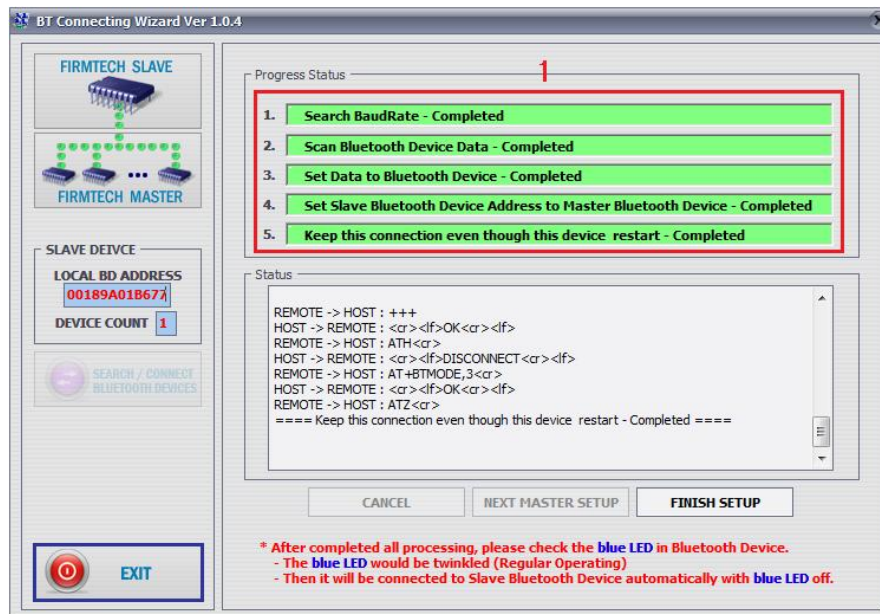 BT Connecting Wizard Ver 1.0.4
FIRMTECH SLAVE
...
FIRMTECH MASTER
SLAVE DEIVCE
LOCAL BD ADDRESS
00189A01B677
DEVICE COUNT 1
SEARCH / CONNECT
BLUETOOTH DEVICES
EXIT
Progress Status
1
1. Search BaudRate - Completed
2. Scan Bluetooth Device Data - Completed
3. Set Data to Bluetooth Device - Completed
4. Set Slave Bluetooth Device Address to Master Bluetooth Device - Completed
5. Keep this connection even though this device restart - Completed
Status
REMOTE -> HOST : +++
HOST -> REMOTE : <cr><lf>OK<cr><lf>
REMOTE -> HOST : ATH<cr>
HOST -> REMOTE : <cr><lf>DISCONNECT<cr><lf>
REMOTE -> HOST : AT+BTMODE,3<cr>
HOST -> REMOTE : <cr><lf>OK<cr><lf>
REMOTE -> HOST : ATZ<cr>
==== Keep this connection even though this device restart - Completed ====
CANCEL
NEXT MASTER SETUP
FINISH SETUP
* After completed all processing, please check the blue LED in Bluetooth Device.
- The blue LED would be twinkled (Regular Operating)
- Then it will be connected to Slave Bluetooth Device automatically with blue LED off.